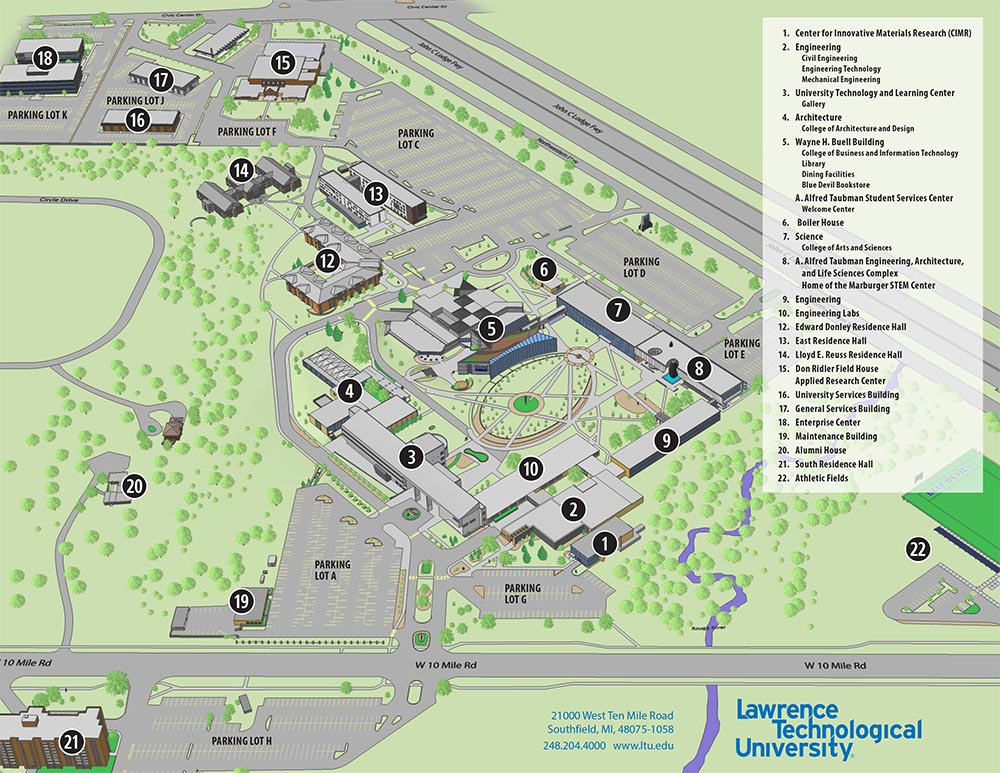 Civic Center Dr
Civic Center Dr
John C Lodge Fwy
18
15
17
PARKING LOT J
PARKING LOT K
16
PARKING LOT F
PARKING
LOT C
John C Lodge Fwy
Northwestern Hwy
14
Circle Drive
13
12
PARKING
LOT D
John C Lodge Fwy
6
7
5
PARKING
LOT E
8
4
3
9
10
20
2
1
22
PARKING
LOT A
PARKING
LOT G
19
BLUE DEVILS
Rouge River
W 10 Mile Rd
W 10 Mile Rd
W 10 Mile Rd
21
PARKING LOT H
1. Center for Innovative Materials Research (CIMR)
2. Engineering
Civil Engineering
Engineering Technology
Mechanical Engineering
3. University Technology and Learning Center
Gallery
4. Architecture
College of Architecture and Design
5. Wayne H. Buell Building
College of Business and Information Technology
Library
Dining Facilities
Blue Devil Bookstore
A. Alfred Taubman Student Services Center
Welcome Center
6. Boiler House
7. Science
College of Arts and Sciences
8. A. Alfred Taubman Engineering, Architecture,
and Life Sciences Complex
Home of the Marburger STEM Center
9. Engineering
10. Engineering Labs
12. Edward Donley Residence Hall
13. East Residence Hall
14. Lloyd E. Reuss Residence Hall
15. Don Ridler Field House
Applied Research Center
16. University Services Building
17. General Services Building
18. Enterprise Center
19. Maintenance Building
20. Alumni House
21. South Residence Hall
22. Athletic Fields
21000 West Ten Mile Road
Southfield, MI, 48075-1058
248.204.4000 www.ltu.edu
Lawrence
Technological
University